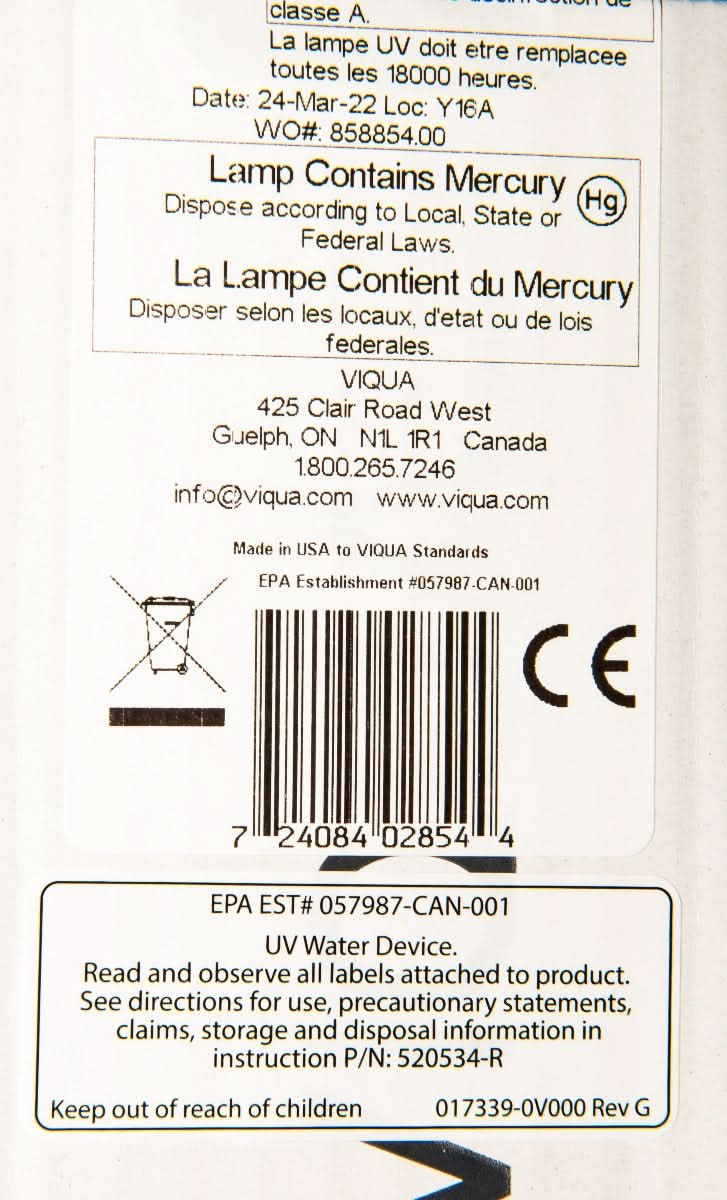 classe A.
La lampe UV doit etre remplacee
toutes les 18000 heures.
Date: 24-Mar-22 Loc: Y16A
WO#: 858854.00
Lamp Contains Mercury
Hg
Dispose according to Local, State or
Federal Laws.
La Lampe Contient du Mercury
Disposer selon les locaux, d'etat ou de lois
federales.
VIQUA
425 Clair Road West
Guelph, ON N1L 1R1 Canada
1.800.265.7246
info@viqua.com www.viqua.com
Made in USA to VIQUA Standards
EPA Establishment #057987-CAN-001
CE
7 24084 02854 4
EPA EST# 057987-CAN-001
UV Water Device.
Read and observe all labels attached to product.
See directions for use, precautionary statements,
claims, storage and disposal information in
instruction P/N: 520534-R
Keep out of reach of children 017339-0V000 Rev G